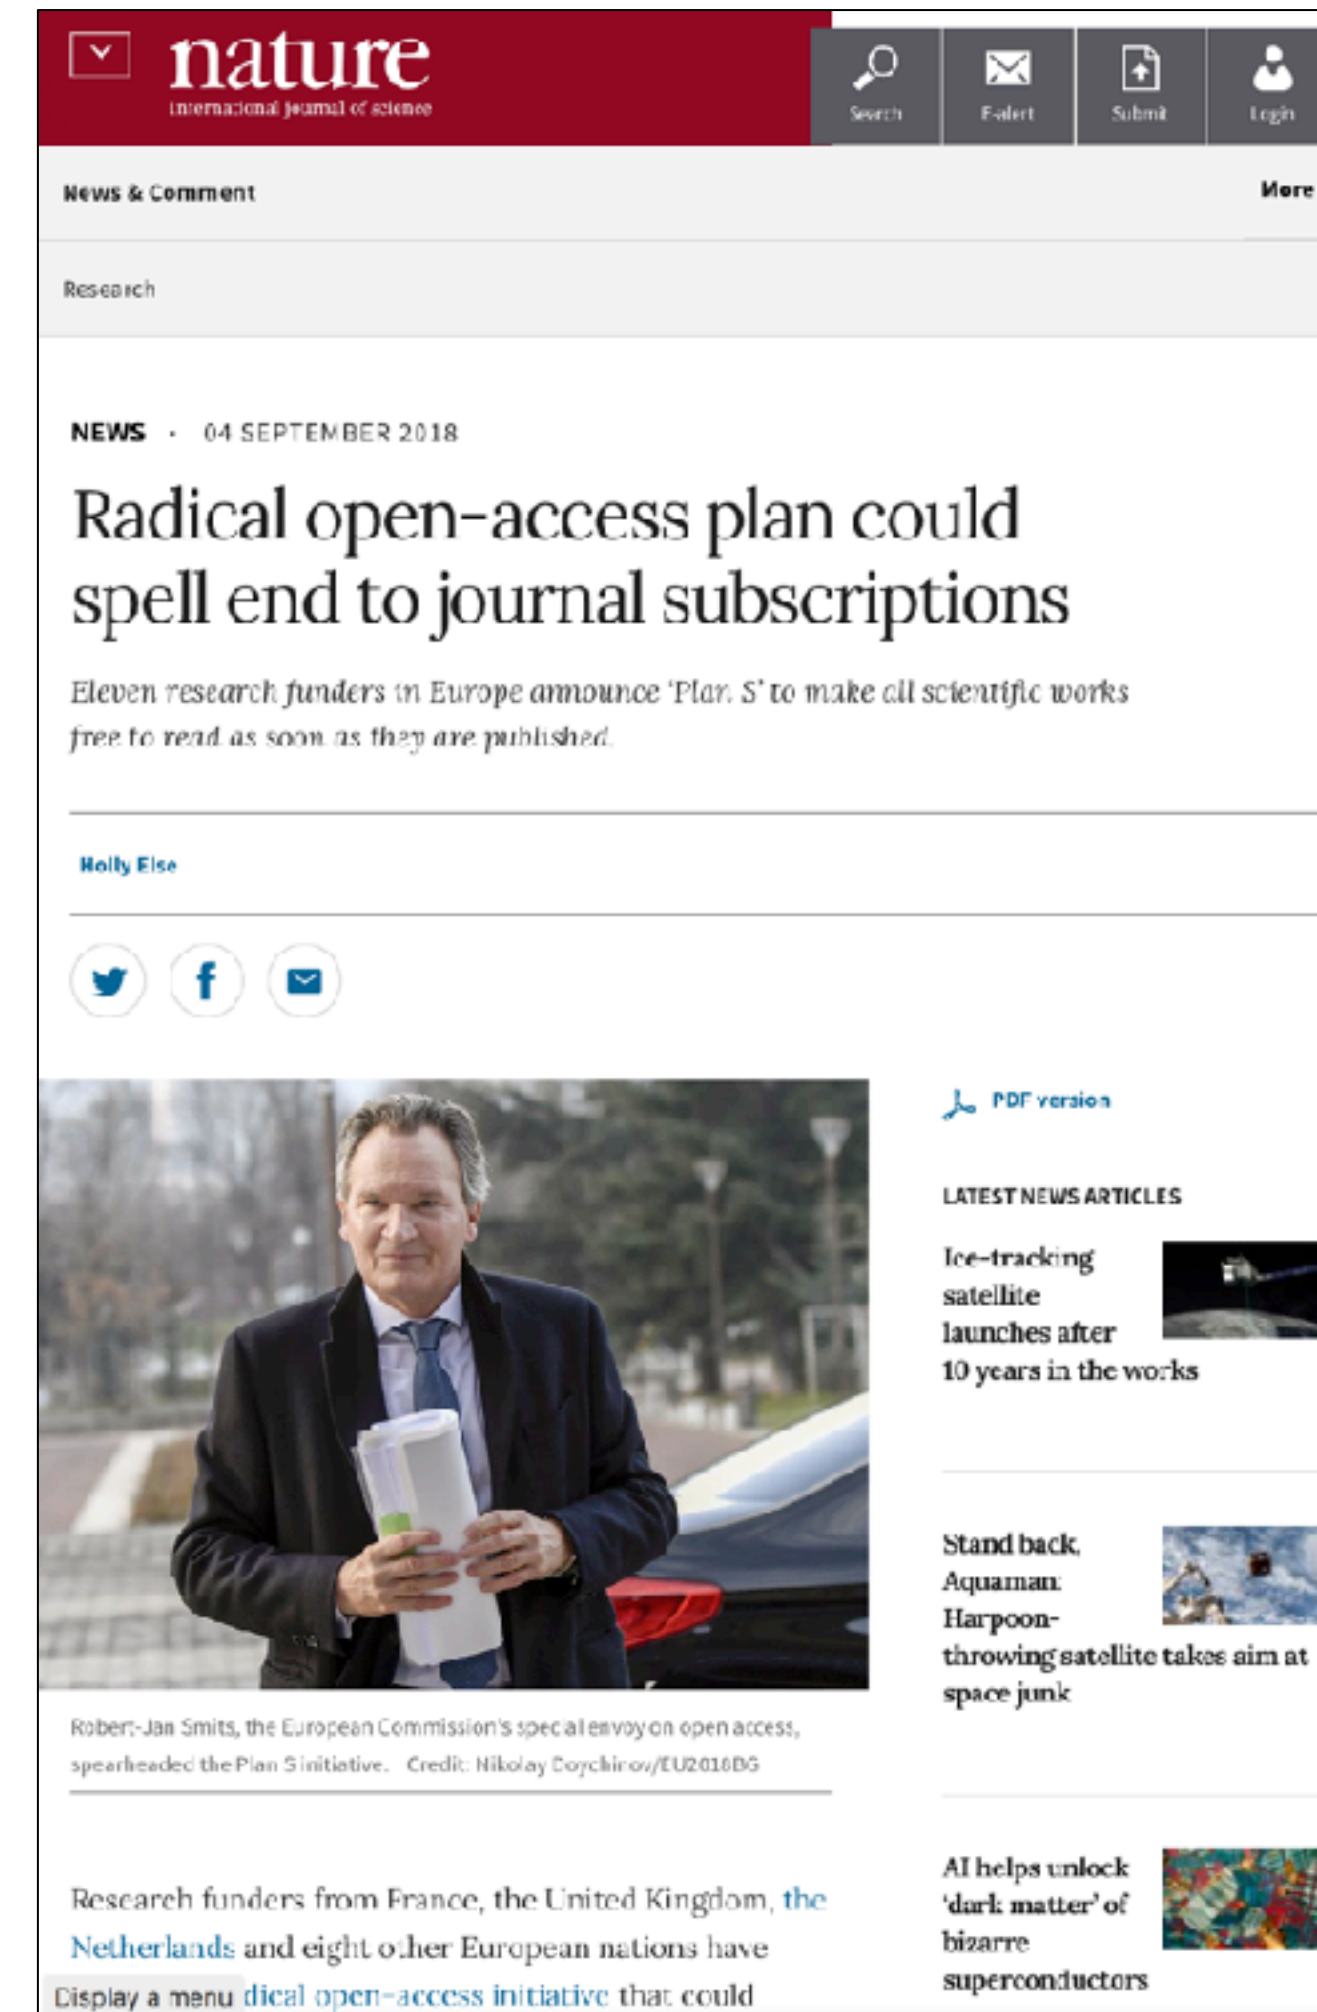 nature
international journal of science
Search
E-alert
Submit
Login
News & Comment
More
Research
NEWS · 04 SEPTEMBER 2018
Radical open-access plan could
spell end to journal subscriptions
Eleven research funders in Europe announce ‘Plan S’ to make all scientific works
free to read as soon as they are published.
Holly Else
Robert-Jan Smits, the European Commission's special envoy on open access,
spearheaded the Plan S initiative. Credit: Nikolay Doychinov/EU2018BG
Research funders from France, the United Kingdom, the
Netherlands and eight other European nations have
dical open-access initiative that could
Display a menu
PDF version
LATEST NEWS ARTICLES
Ice-tracking
satellite
launches after
10 years in the works
Stand back,
Aquaman:
Harpoon-
throwing satellite takes aim at
space junk
AI helps unlock
‘dark matter’ of
bizarre
superconductors